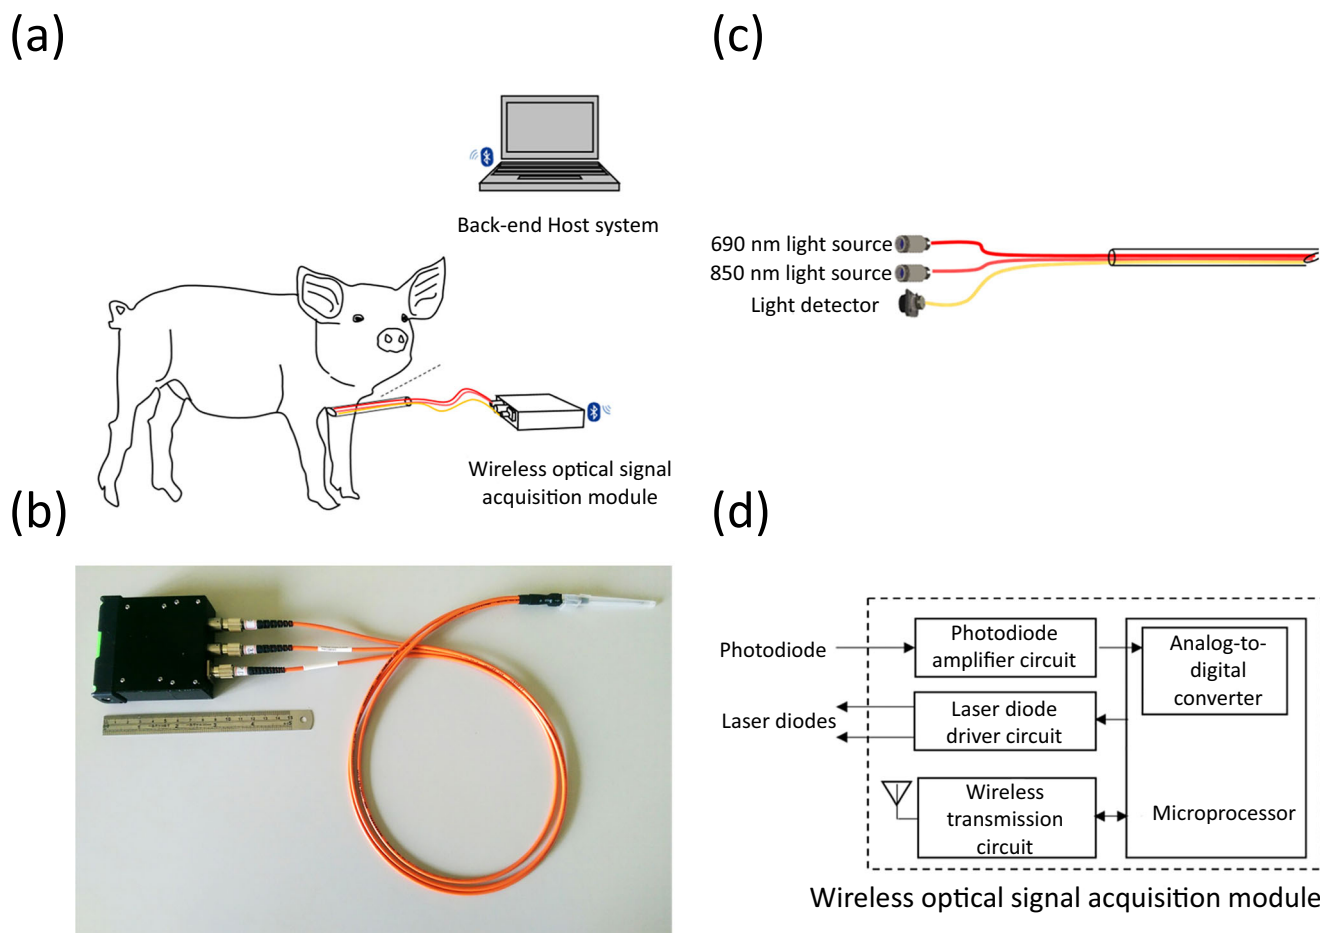 (a)
Back-end Host system
Wireless optical signal
acquisition module
(b)
(c)
690 nm light source
850 nm light source
Light detector
(d)
Photodiode
Photodiode
amplifier circuit
Analog-to-
digital
converter
Laser diodes
Laser diode
driver circuit
Wireless
transmission
circuit
Microprocessor
Wireless optical signal acquisition module